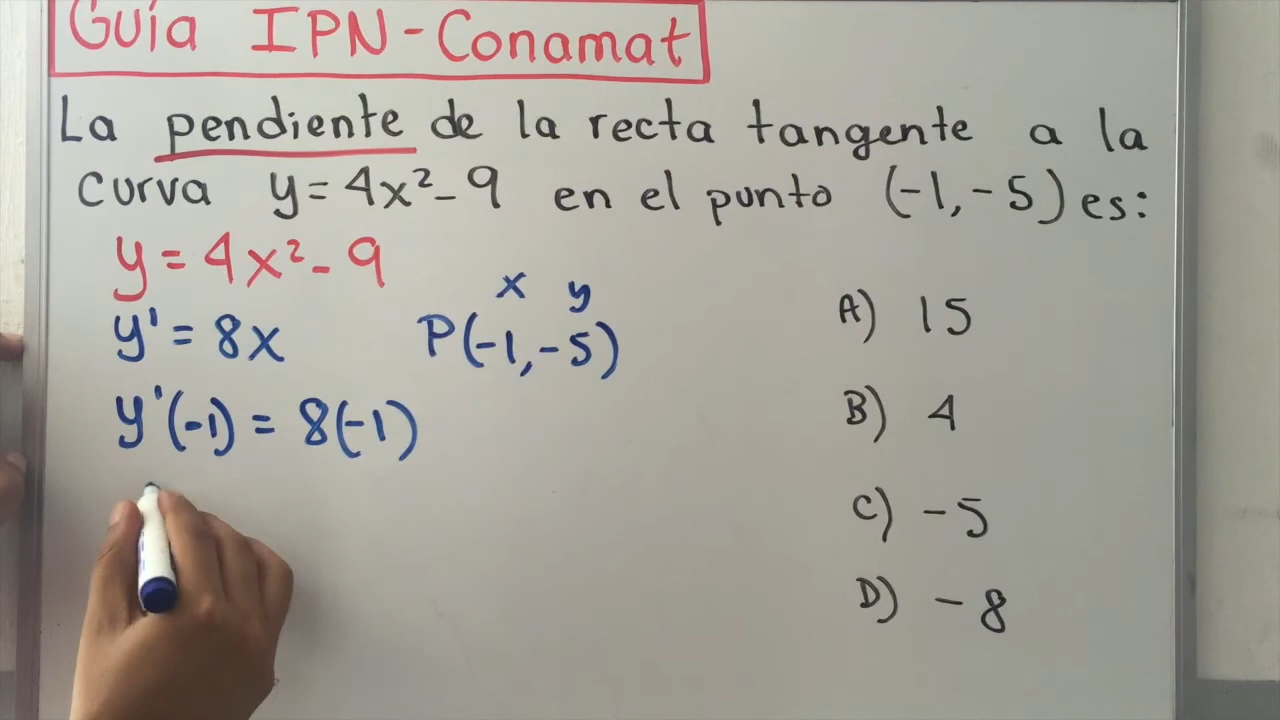 Guía IPN-Conamat
La pendiente de la recta tangente a la
curva y=4x²-9 en el punto (-1,-5) es:
y=4x²-9
x y
y'=8x P(-1,-5)
y'(-1)=8(-1)
A) 15
B) 4
C) -5
D) -8